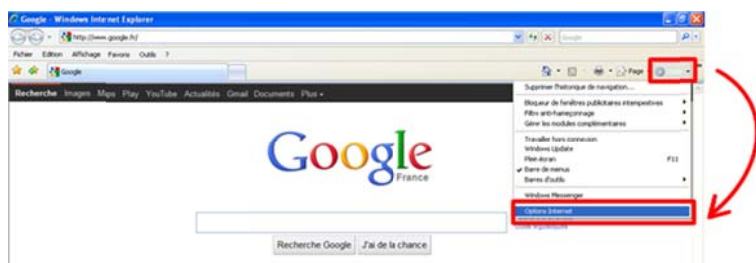 Google - Windows Internet Explorer
http://www.google.fr/
Google
Fichier Edition Affichage Favoris Outils ?
Google
Page
Recherche Images Maps Play YouTube Actualités Gmail Documents Plus
Supprimer l'historique de navigation...
Bloqueur de fenêtres publicitaires intempestives
Filtre anti-hameçonnage
Gérer les modules complémentaires
Travailler hors connexion
Windows Update
Plein écran F11
Barre de menus
Barres d'outils
Windows Messenger
Options Internet
Google
France
Recherche Google
J'ai de la chance